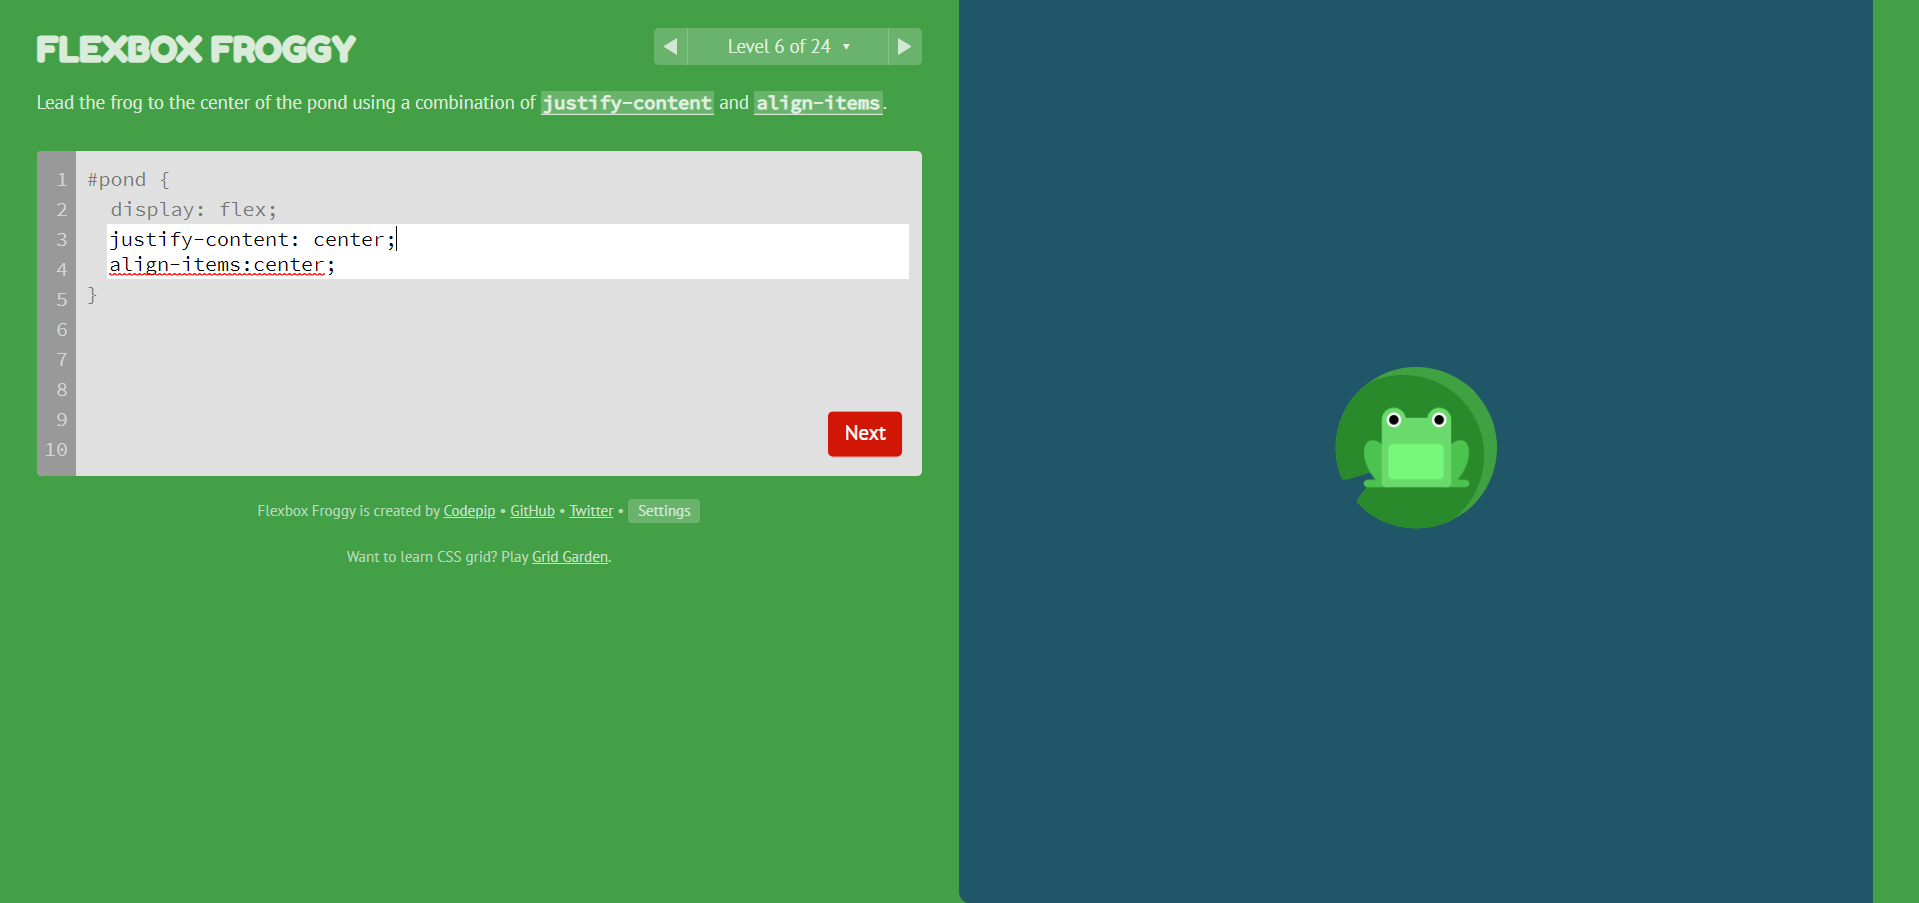 FLEXBOX FROGGY
Level 6 of 24
Lead the frog to the center of the pond using a combination of justify-content and align-items.
1 #pond {
2 display: flex;
3 justify-content: center;
4 align-items:center;
5 }
6
7
8
9
10
Next
Flexbox Froggy is created by Codepip • GitHub • Twitter • Settings
Want to learn CSS grid? Play Grid Garden.